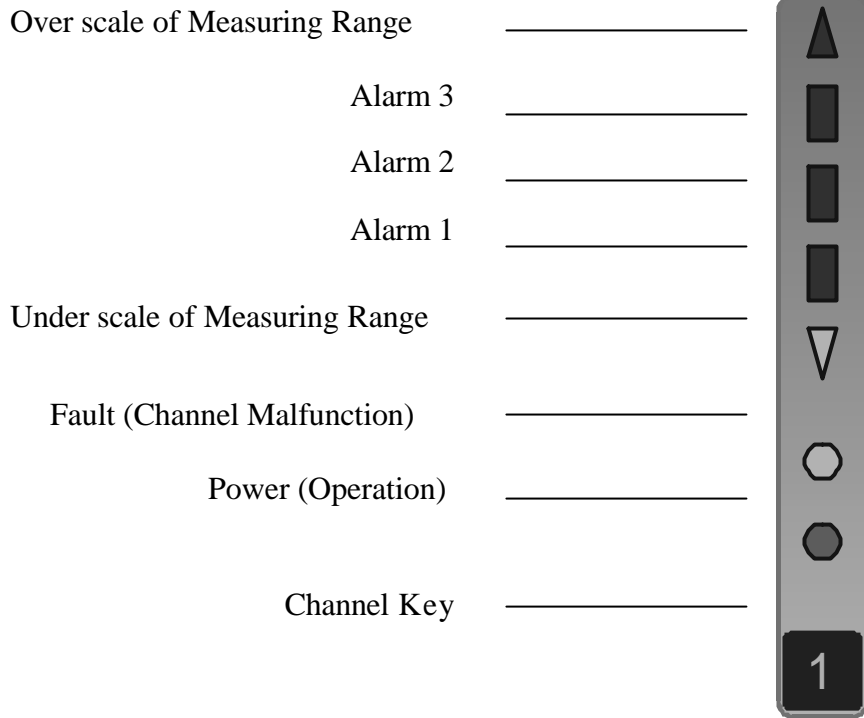 Over scale of Measuring Range
Alarm 3
Alarm 2
Alarm 1
Under scale of Measuring Range
Fault (Channel Malfunction)
Power (Operation)
Channel Key
1